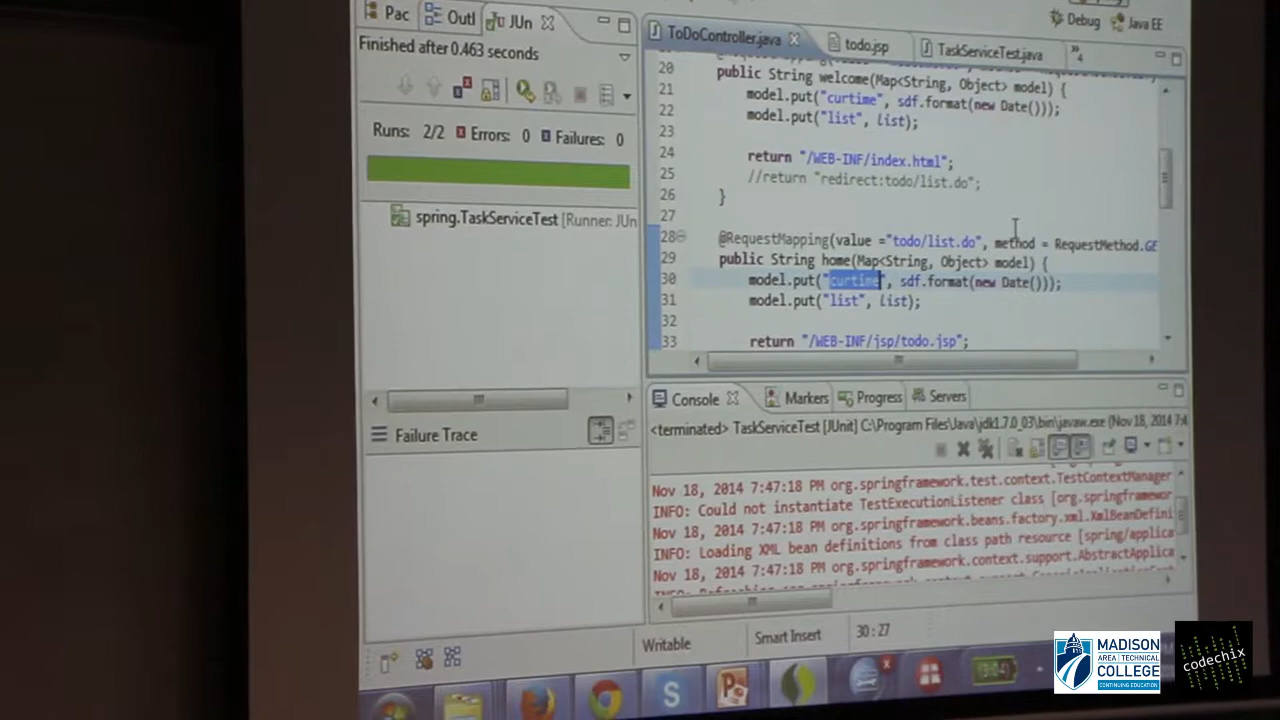 Pac Outl JUn
Finished after 0.463 seconds
Runs: 2/2 Errors: 0 Failures: 0
spring.TaskServiceTest [Runner: JUn
Failure Trace
Debug Java EE
ToDoController.java todo.jsp TaskServiceTest.java »4
20 public String welcome(Map<String, Object> model) {
21 model.put("curtime", sdf.format(new Date()));
22 model.put("list", list);
23
24 return "/WEB-INF/index.html";
25 //return "redirect:todo/list.do";
26 }
27
28 @RequestMapping(value ="todo/list.do", method = RequestMethod.GE
29 public String home(Map<String, Object> model) {
30 model.put("curtime", sdf.format(new Date()));
31 model.put("list", list);
32
33 return "/WEB-INF/jsp/todo.jsp";
Console Markers Progress Servers
<terminated> TaskServiceTest [JUnit] C:\Program Files\Java\jdk1.7.0_03\bin\javaw.exe (Nov 18, 2014 7:4
Nov 18, 2014 7:47:18 PM org.springframework.test.context.TestContextManager
INFO: Could not instantiate TestExecutionListener class [org.springframewor
Nov 18, 2014 7:47:18 PM org.springframework.beans.factory.xml.XmlBeanDefini
INFO: Loading XML bean definitions from class path resource [spring/applica
Nov 18, 2014 7:47:18 PM org.springframework.context.support.AbstractApplica
Writable Smart Insert 30 : 27
MADISON
AREA TECHNICAL
COLLEGE
CONTINUING EDUCATION
codechix